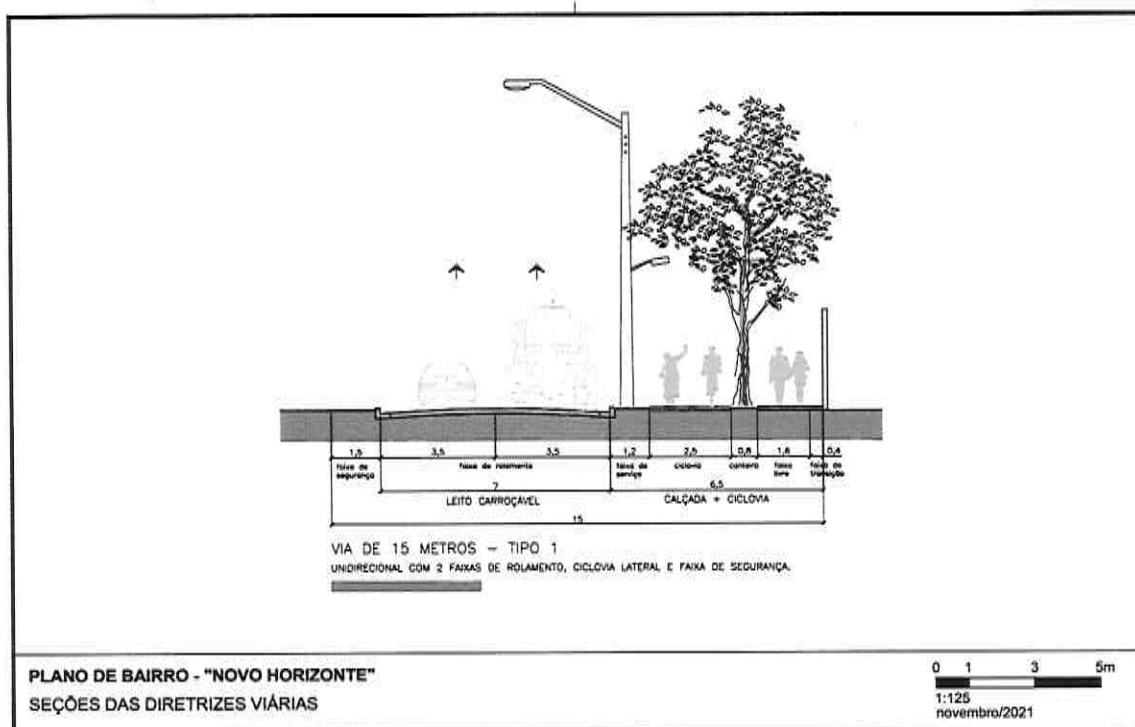 1,5 3,5 3,5 1,2 2,5 0,8 1,6 0,4
faixa de segurança faixa de rolamento faixa de serviço ciclovia canteiro faixa livre faixa de transição
7 6,5
LEITO CARROÇÁVEL CALÇADA + CICLOVIA
15
VIA DE 15 METROS - TIPO 1
UNIDIRECIONAL COM 2 FAIXAS DE ROLAMENTO, CICLOVIA LATERAL E FAIXA DE SEGURANÇA.
PLANO DE BAIRRO - "NOVO HORIZONTE"
SEÇÕES DAS DIRETRIZES VIÁRIAS
0 1 3 5m
1:125
novembro/2021